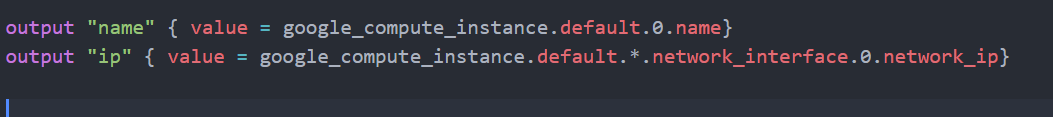 output "name" { value = google_compute_instance.default.0.name}
output "ip" { value = google_compute_instance.default.*.network_interface.0.network_ip}